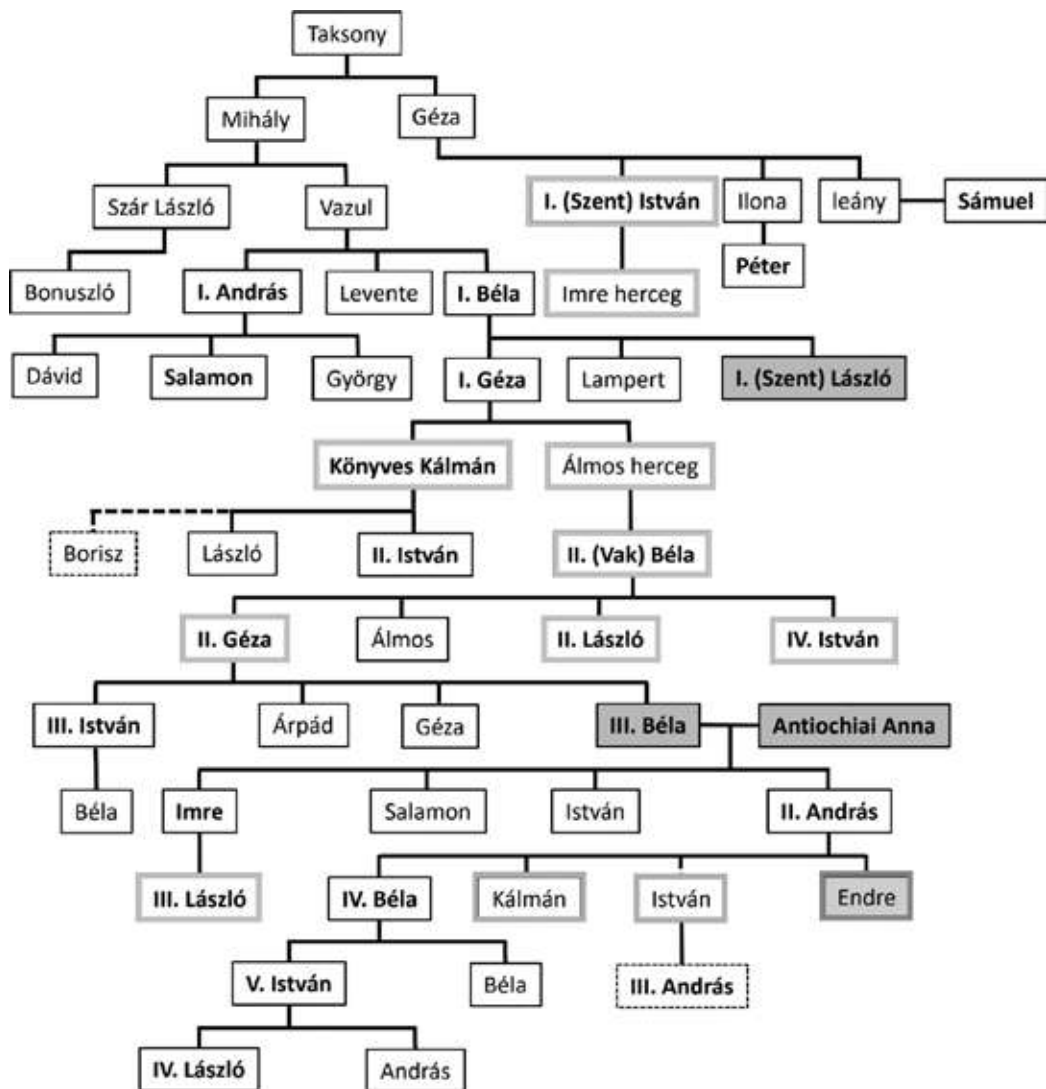 Taksony
Mihály
Géza
Szár László
Vazul
I. (Szent) István
Ilona
leány
Sámuel
Bonuszló
I. András
Levente
I. Béla
Imre herceg
Péter
Dávid
Salamon
György
I. Géza
Lampert
I. (Szent) László
Könyves Kálmán
Álmos herceg
Borisz
László
II. István
II. (Vak) Béla
II. Géza
Álmos
II. László
IV. István
III. István
Árpád
Géza
III. Béla
Antiochiai Anna
Béla
Imre
Salamon
István
II. András
III. László
IV. Béla
Kálmán
István
Endre
V. István
Béla
III. András
IV. László
András